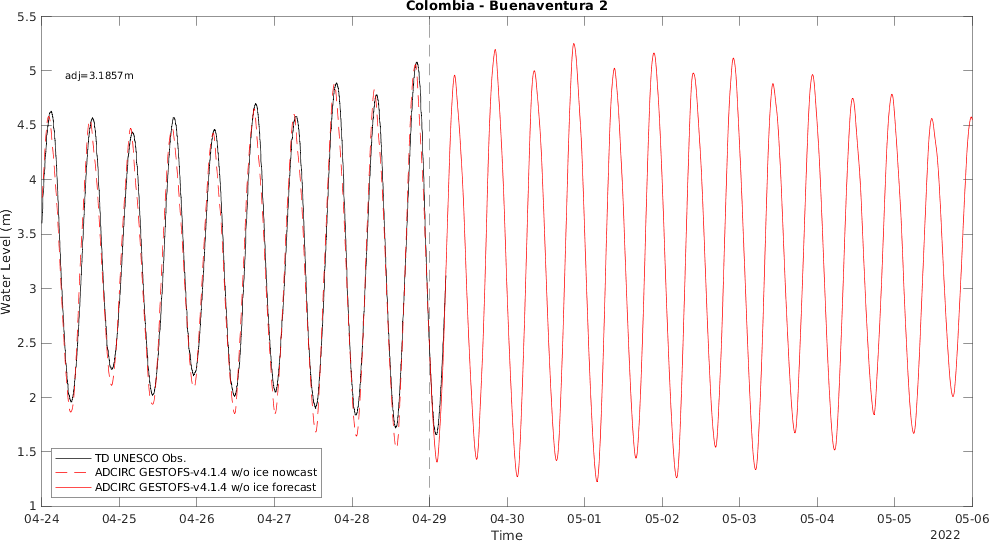 Colombia - Buenaventura 2
adj=3.1857m
Water Level (m)
5.5
5
4.5
4
3.5
3
2.5
2
1.5
1
TD UNESCO Obs.
ADCIRC GESTOFS-v4.1.4 w/o ice nowcast
ADCIRC GESTOFS-v4.1.4 w/o ice forecast
04-24 04-25 04-26 04-27 04-28 04-29 04-30 05-01 05-02 05-03 05-04 05-05 05-06
Time
2022